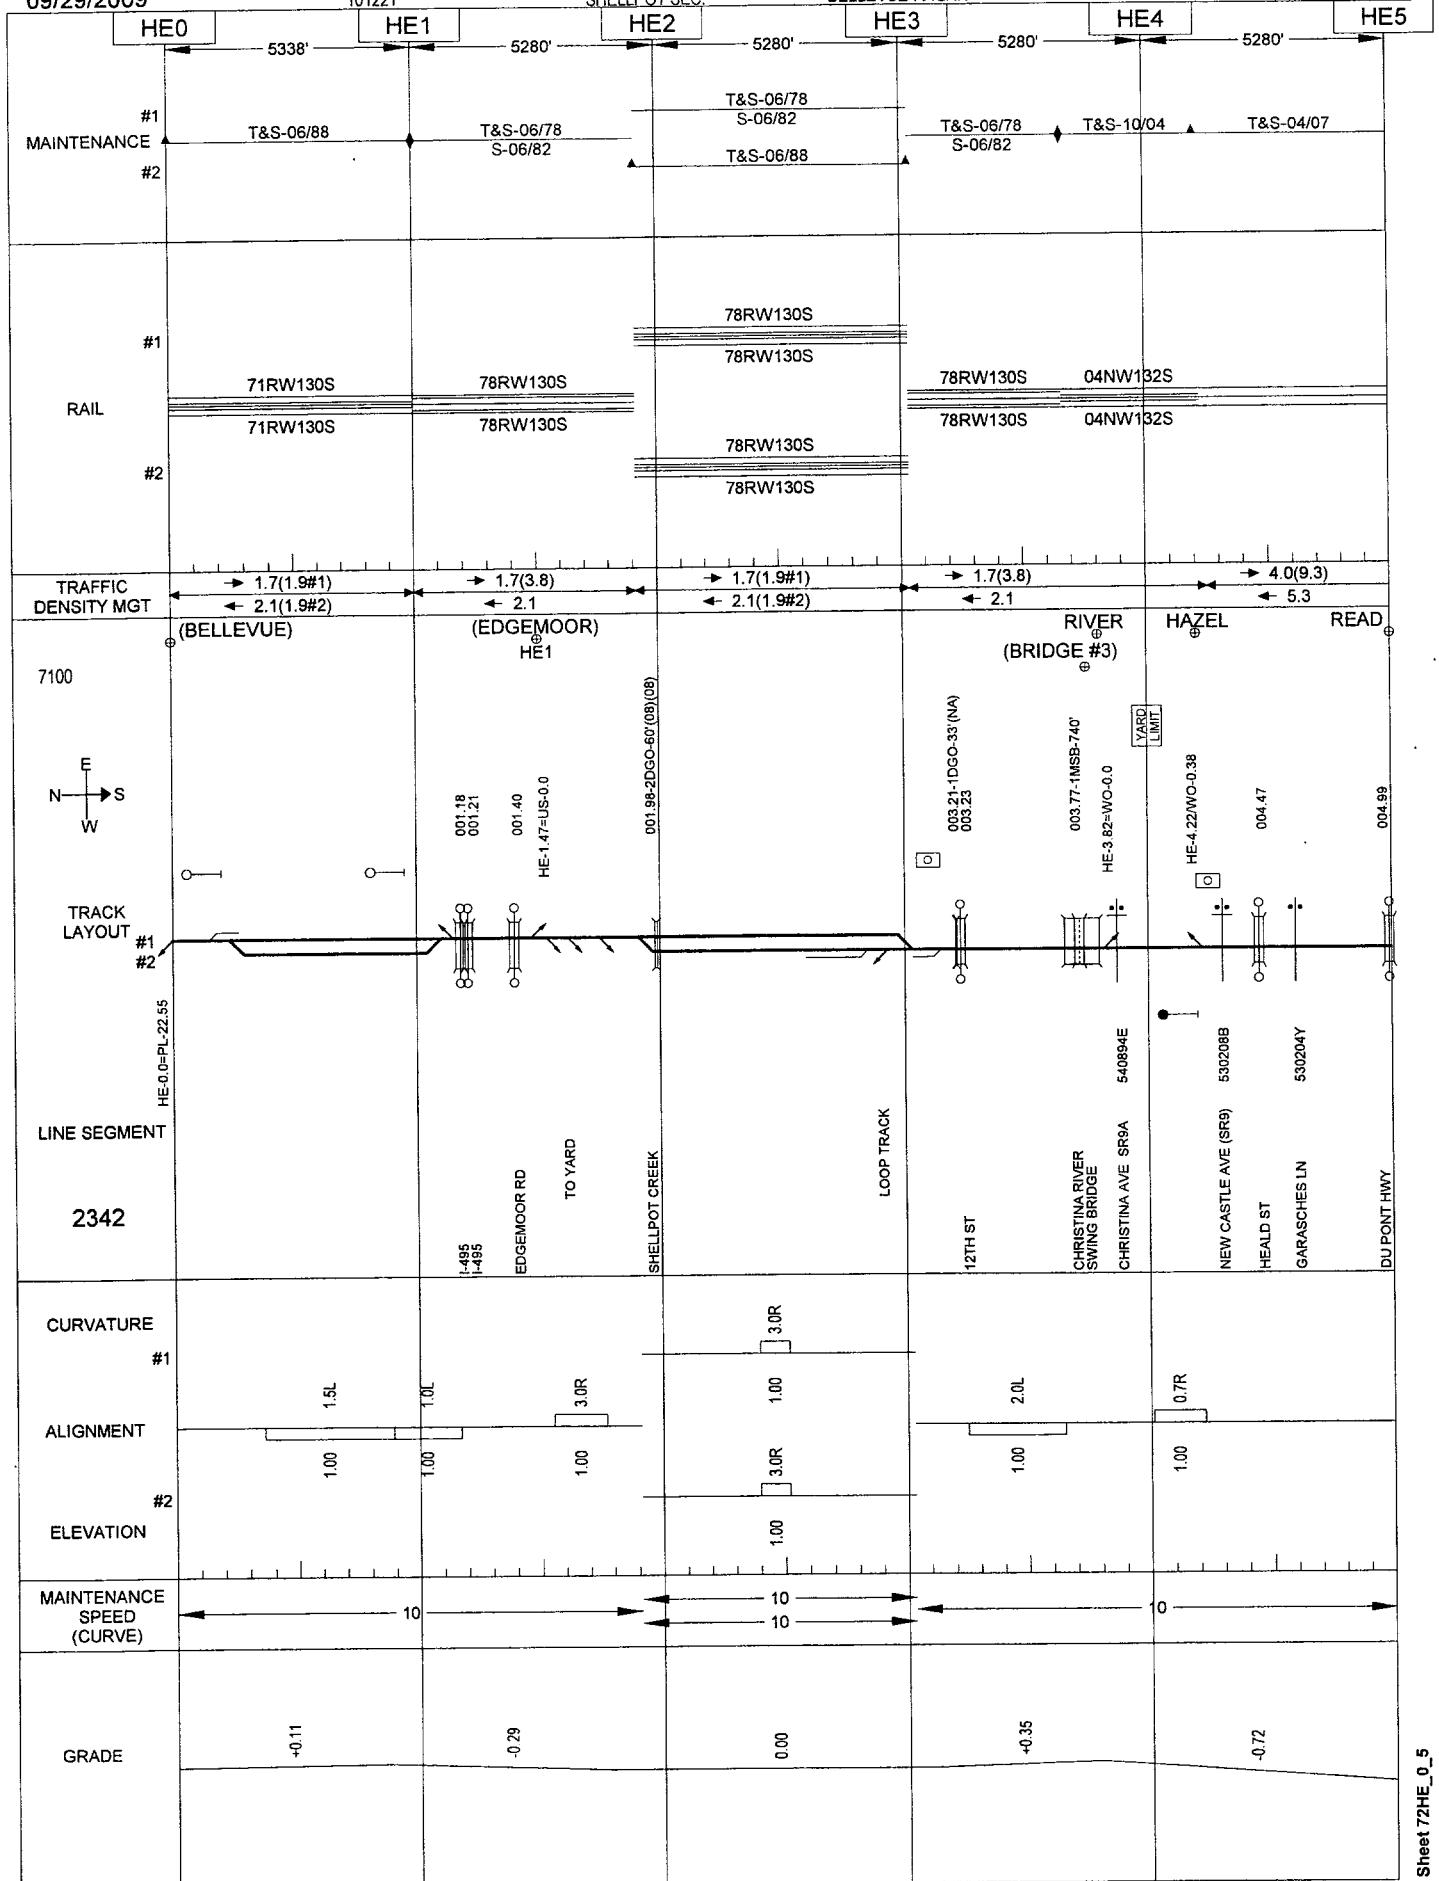 09/29/2009 101221 SHELLPOT SEC.
HE0 HE1 HE2 HE3 HE4 HE5
5338' 5280' 5280' 5280' 5280'
#1
MAINTENANCE
#2
T&S-06/88
T&S-06/78
S-06/82
T&S-06/78
S-06/82
T&S-06/88
T&S-06/78
S-06/82
T&S-10/04
T&S-04/07
#1
RAIL
#2
71RW130S
71RW130S
78RW130S
78RW130S
78RW130S
78RW130S
78RW130S
78RW130S
78RW130S
78RW130S
04NW132S
04NW132S
TRAFFIC
DENSITY MGT
1.7(1.9#1)
2.1(1.9#2)
1.7(3.8)
2.1
1.7(1.9#1)
2.1(1.9#2)
1.7(3.8)
2.1
4.0(9.3)
5.3
(BELLEVUE)
(EDGEMOOR)
HE1
RIVER
(BRIDGE #3)
HAZEL
READ
7100
E
N S
W
001.18
001.21
001.40
HE-1.47=US-0.0
001.98-2DGO-60'(08)(08)
003.21-1DGO-33'(NA)
003.23
003.77-1MSB-740'
HE-3.82=WO-0.0
YARD
LIMIT
HE-4.22/WO-0.38
004.47
004.99
TRACK
LAYOUT
#1
#2
HE-0.0=PL-22.55
LINE SEGMENT
2342
I-495
I-495
EDGEMOOR RD
TO YARD
SHELLPOT CREEK
LOOP TRACK
12TH ST
CHRISTINA RIVER
SWING BRIDGE
CHRISTINA AVE SR9A 540894E
NEW CASTLE AVE (SR9) 530208B
HEALD ST
GARASCHES LN 530204Y
DU PONT HWY
CURVATURE
#1
ALIGNMENT
#2
ELEVATION
1.5L
1.00
1.0L
1.00
3.0R
1.00
3.0R
1.00
3.0R
1.00
2.0L
1.00
0.7R
1.00
MAINTENANCE
SPEED
(CURVE)
10
10
10
10
GRADE
+0.11
-0.29
0.00
+0.35
-0.72
Sheet 72HE_0_5